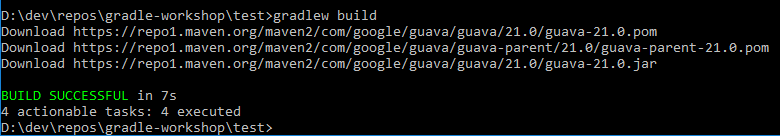 D:\dev\repos\gradle-workshop\test>gradlew build
Download https://repo1.maven.org/maven2/com/google/guava/guava/21.0/guava-21.0.pom
Download https://repo1.maven.org/maven2/com/google/guava/guava-parent/21.0/guava-parent-21.0.pom
Download https://repo1.maven.org/maven2/com/google/guava/guava/21.0/guava-21.0.jar
BUILD SUCCESSFUL in 7s
4 actionable tasks: 4 executed
D:\dev\repos\gradle-workshop\test>